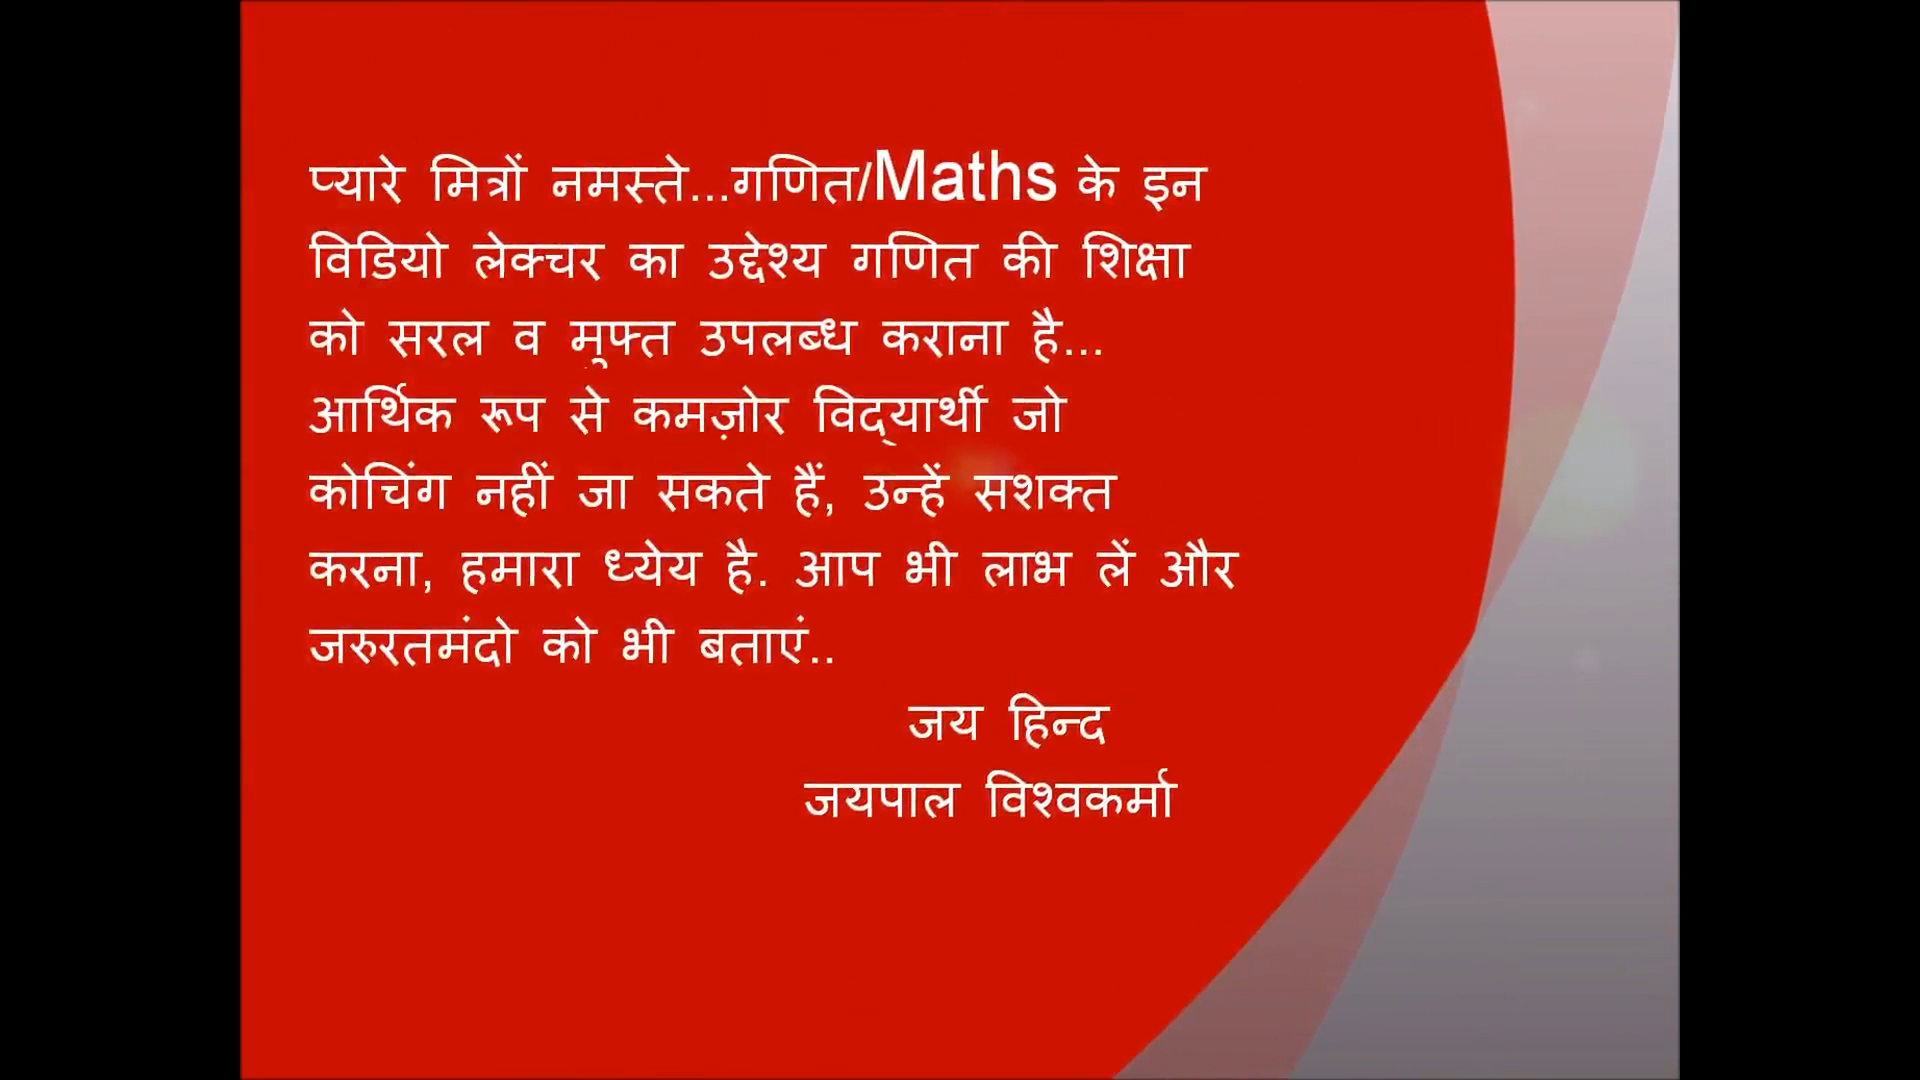 प्यारे मित्रों नमस्ते...गणित/Maths के इन
विडियो लेक्चर का उद्देश्य गणित की शिक्षा
को सरल व मुफ्त उपलब्ध कराना है...
आर्थिक रूप से कमज़ोर विद्यार्थी जो
कोचिंग नहीं जा सकते हैं, उन्हें सशक्त
करना, हमारा ध्येय है. आप भी लाभ लें और
जरुरतमंदो को भी बताएं..
जय हिन्द
जयपाल विश्वकर्मा